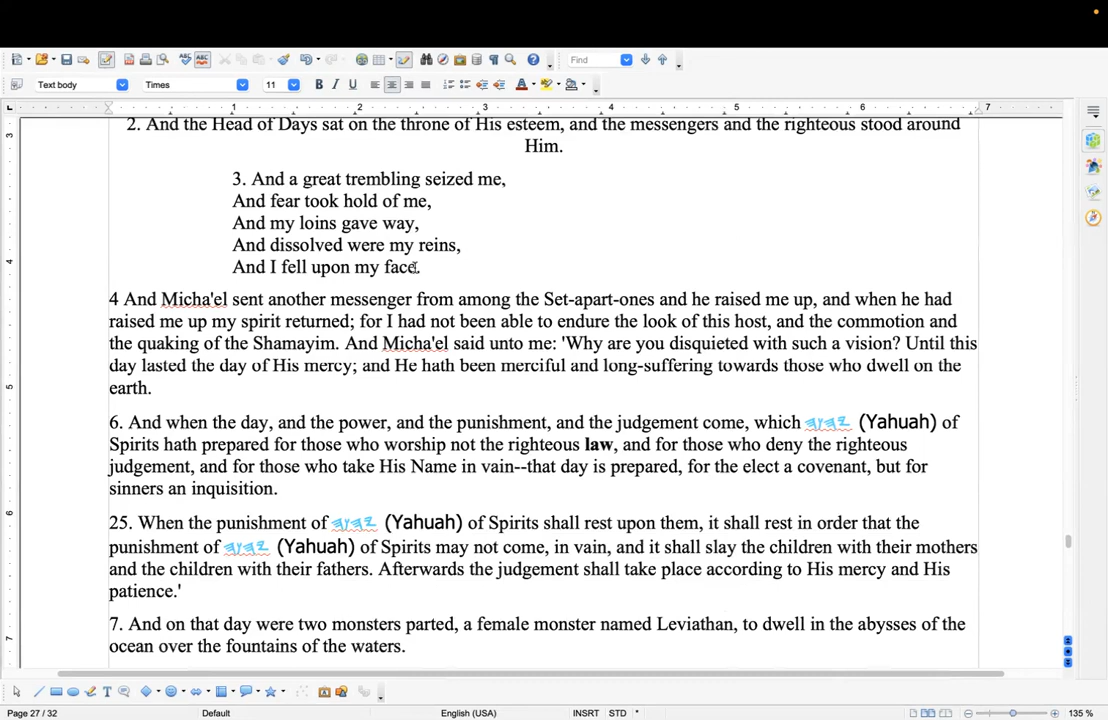 Text body
Times
11
Find
1 2 3 4 5 6 7
2. And the Head of Days sat on the throne of His esteem, and the messengers and the righteous stood around
Him.
3. And a great trembling seized me,
And fear took hold of me,
And my loins gave way,
And dissolved were my reins,
And I fell upon my face.
4 And Micha'el sent another messenger from among the Set-apart-ones and he raised me up, and when he had
raised me up my spirit returned; for I had not been able to endure the look of this host, and the commotion and
the quaking of the Shamayim. And Micha'el said unto me: 'Why are you disquieted with such a vision? Until this
day lasted the day of His mercy; and He hath been merciful and long-suffering towards those who dwell on the
earth.
6. And when the day, and the power, and the punishment, and the judgement come, which 𐤉𐤄𐤅𐤄 (Yahuah) of
Spirits hath prepared for those who worship not the righteous law, and for those who deny the righteous
judgement, and for those who take His Name in vain--that day is prepared, for the elect a covenant, but for
sinners an inquisition.
25. When the punishment of 𐤉𐤄𐤅𐤄 (Yahuah) of Spirits shall rest upon them, it shall rest in order that the
punishment of 𐤉𐤄𐤅𐤄 (Yahuah) of Spirits may not come, in vain, and it shall slay the children with their mothers
and the children with their fathers. Afterwards the judgement shall take place according to His mercy and His
patience.'
7. And on that day were two monsters parted, a female monster named Leviathan, to dwell in the abysses of the
ocean over the fountains of the waters.
Page 27 / 32
Default
English (USA)
INSRT
STD
*
135 %